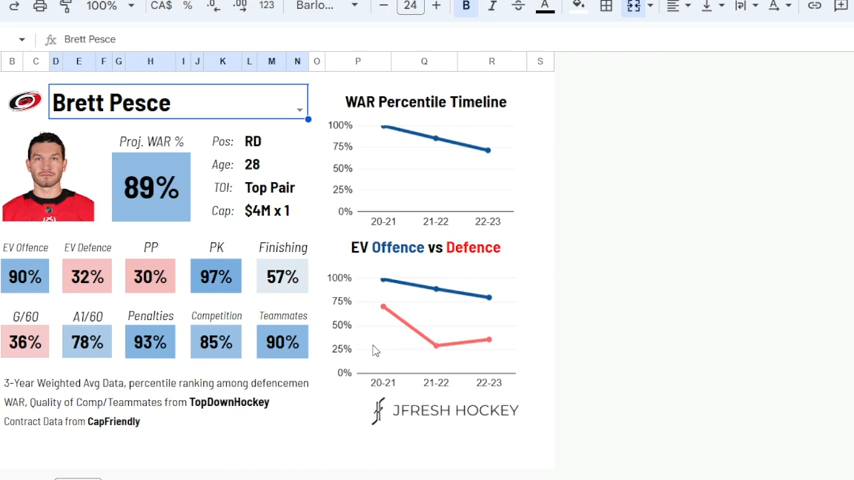 100% CA$ % .0 .00 123 Barlo... 24 B I A
fx Brett Pesce
B C D E F G H I J K L M N O P Q R S
Brett Pesce
Proj. WAR %
89%
Pos: RD
Age: 28
TOI: Top Pair
Cap: $4M x 1
EV Offence EV Defence PP PK Finishing
90% 32% 30% 97% 57%
G/60 A1/60 Penalties Competition Teammates
36% 78% 93% 85% 90%
3-Year Weighted Avg Data, percentile ranking among defencemen
WAR, Quality of Comp/Teammates from TopDownHockey
Contract Data from CapFriendly
WAR Percentile Timeline
100%
75%
50%
25%
0%
20-21 21-22 22-23
EV Offence vs Defence
100%
75%
50%
25%
0%
20-21 21-22 22-23
JFRESH HOCKEY